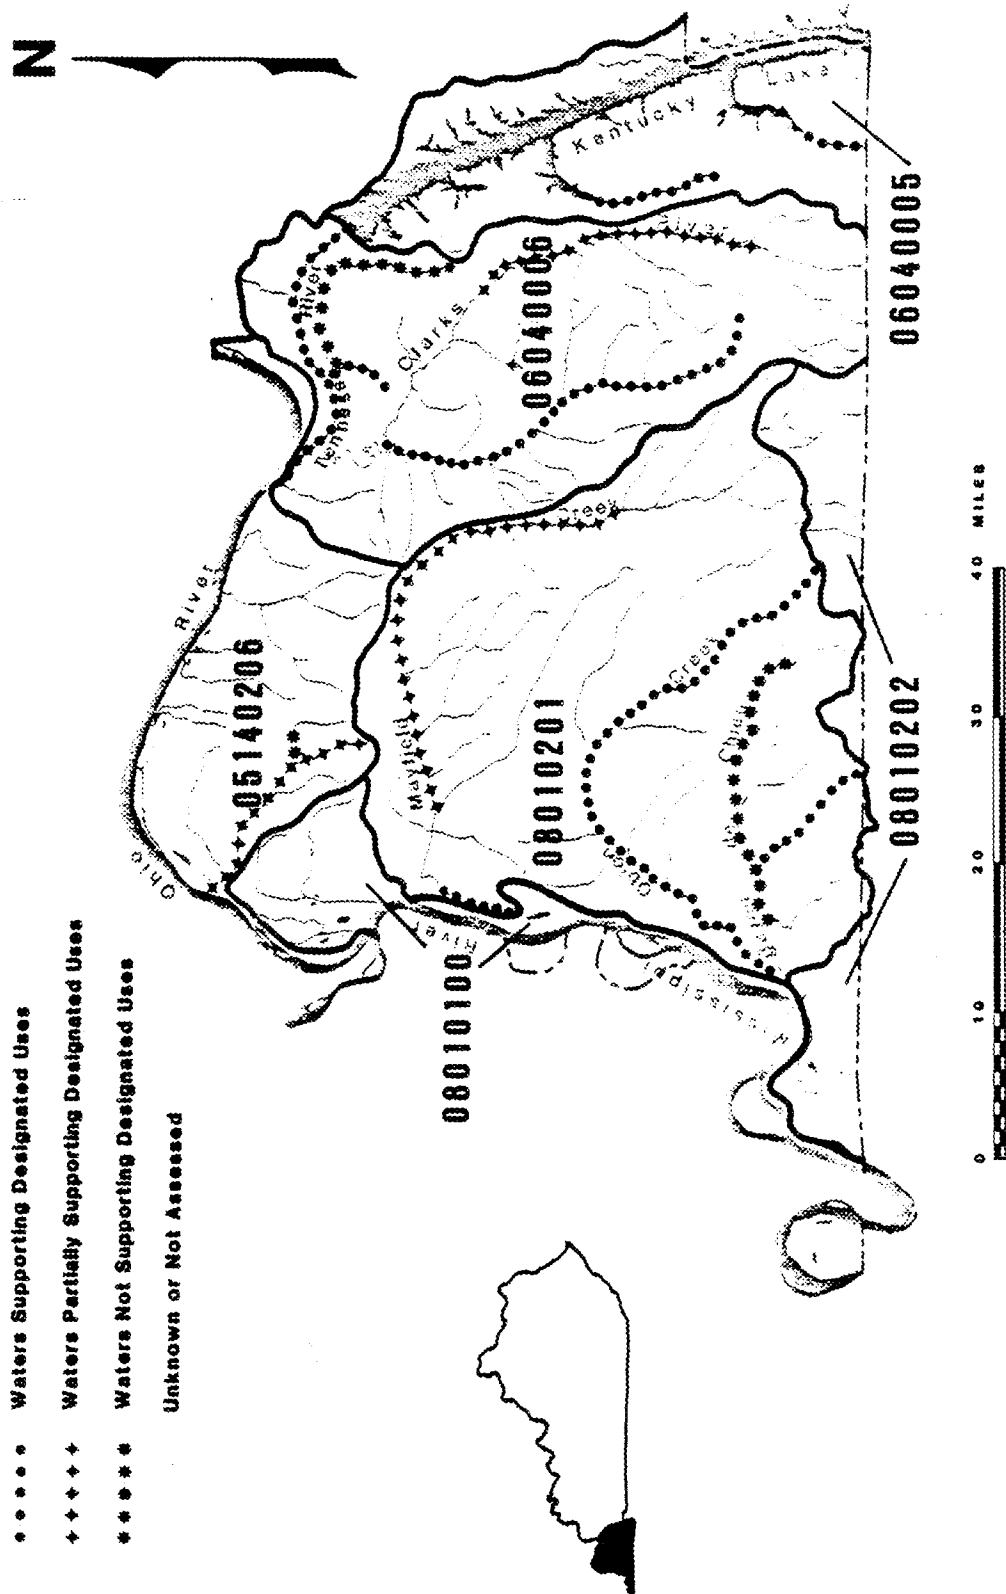 • • • • • Waters Supporting Designated Uses
+ + + + + Waters Partially Supporting Designated Uses
* * * * * Waters Not Supporting Designated Uses
Unknown or Not Assessed
N
Ohio
River
05140206
Tennessee
River
Clarks
River
06040006
Kentucky
Lake
06040005
Mayfield
Creek
08010201
Obion
Creek
08010100
Mississippi
River
08010202
0 10 20 30 40 MILES